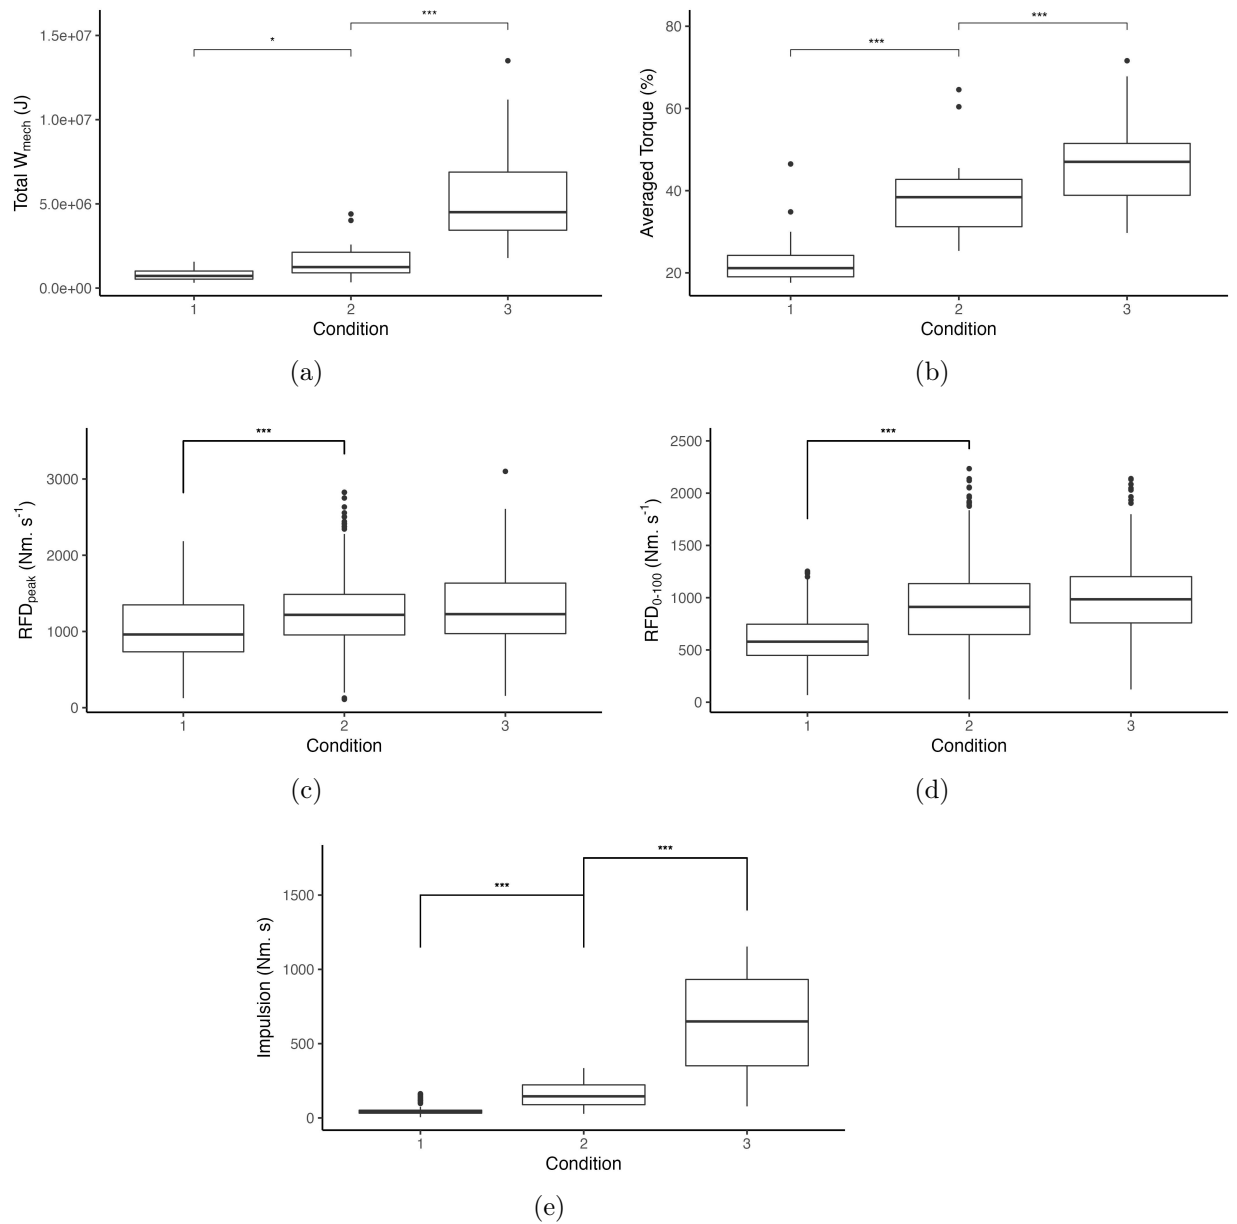 Total W_mech (J)
1.5e+07
1.0e+07
5.0e+06
0.0e+00
*
***
1 2 3
Condition
(a)
Averaged Torque (%)
80
60
40
20
***
***
1 2 3
Condition
(b)
RFD_peak (Nm. s^-1)
3000
2000
1000
0
***
1 2 3
Condition
(c)
RFD_0-100 (Nm. s^-1)
2500
2000
1500
1000
500
0
***
1 2 3
Condition
(d)
Impulsion (Nm. s)
1500
1000
500
0
***
***
1 2 3
Condition
(e)